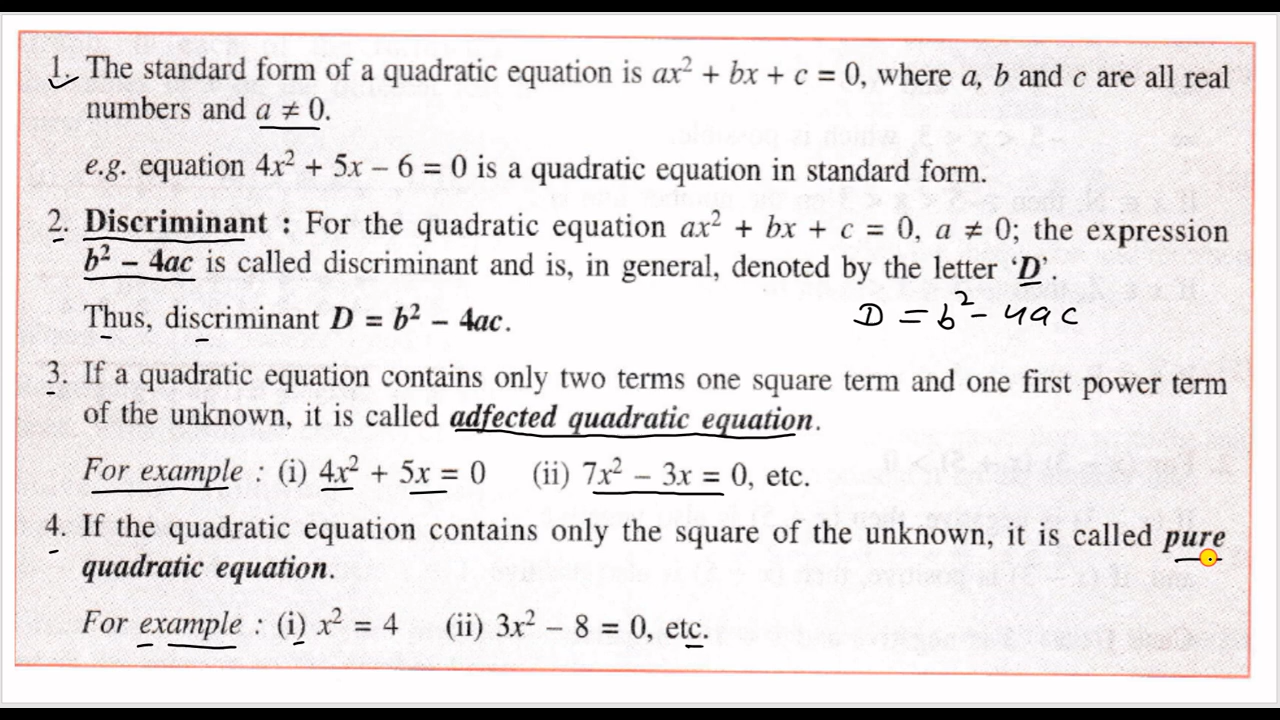 1. The standard form of a quadratic equation is ax² + bx + c = 0, where a, b and c are all real
numbers and a ≠ 0.
e.g. equation 4x² + 5x – 6 = 0 is a quadratic equation in standard form.
2. Discriminant : For the quadratic equation ax² + bx + c = 0, a ≠ 0; the expression
b² – 4ac is called discriminant and is, in general, denoted by the letter ‘D’.
Thus, discriminant D = b² – 4ac.
D = b² - 4ac
3. If a quadratic equation contains only two terms one square term and one first power term
of the unknown, it is called adfected quadratic equation.
For example : (i) 4x² + 5x = 0 (ii) 7x² – 3x = 0, etc.
4. If the quadratic equation contains only the square of the unknown, it is called pure
quadratic equation.
For example : (i) x² = 4 (ii) 3x² – 8 = 0, etc.